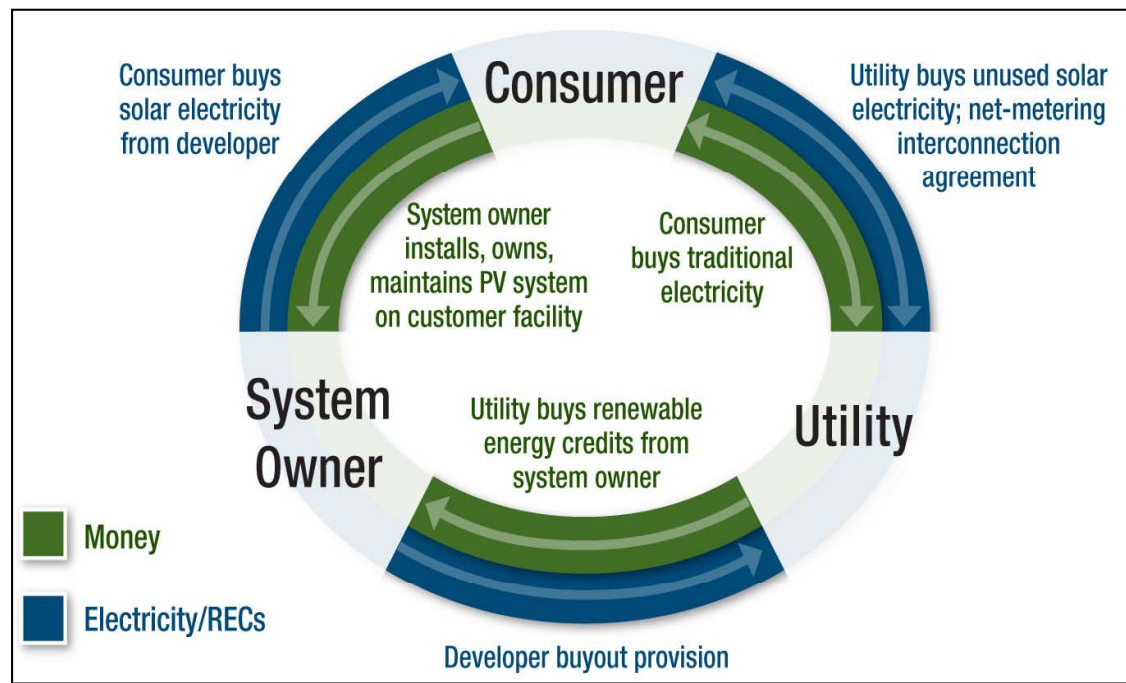 Consumer
Consumer buys
solar electricity
from developer
Utility buys unused solar
electricity; net-metering
interconnection
agreement
System owner
installs, owns,
maintains PV system
on customer facility
Consumer
buys traditional
electricity
System
Owner
Utility buys renewable
energy credits from
system owner
Utility
Money
Electricity/RECs
Developer buyout provision